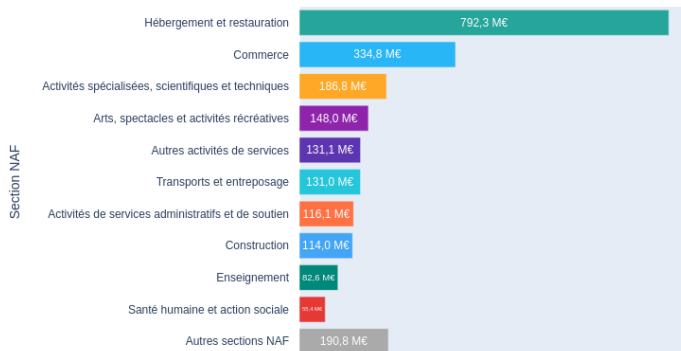 Hébergement et restauration 792,3 M€
Commerce 334,8 M€
Activités spécialisées, scientifiques et techniques 186,8 M€
Arts, spectacles et activités récréatives 148,0 M€
Autres activités de services 131,1 M€
Transports et entreposage 131,0 M€
Activités de services administratifs et de soutien 116,1 M€
Construction 114,0 M€
Enseignement 82,6 M€
Santé humaine et action sociale 55,4 M€
Autres sections NAF 190,8 M€
Section NAF